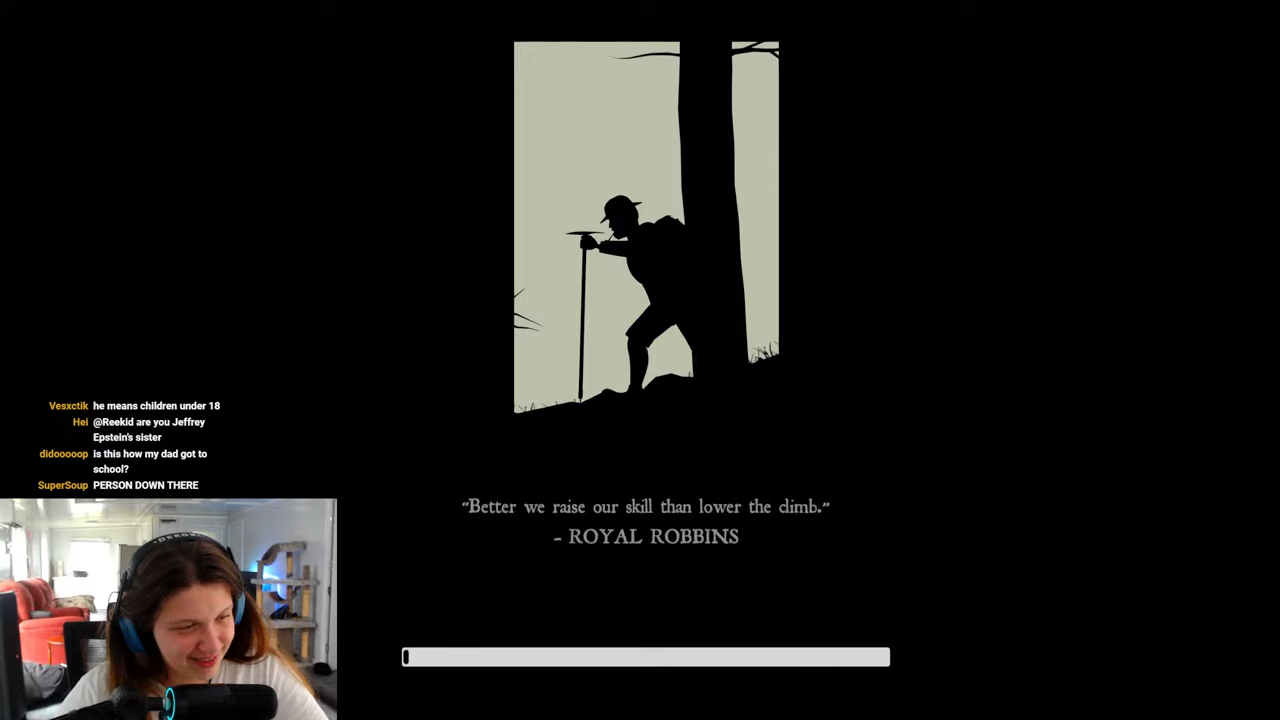 Vesxctik he means children under 18
Hei @Reekid are you Jeffrey
Epstein's sister
didooooop is this how my dad got to
school?
SuperSoup PERSON DOWN THERE
"Better we raise our skill than lower the climb."
- ROYAL ROBBINS